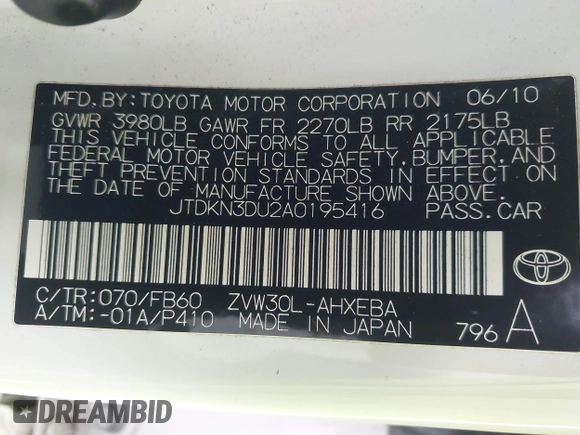 MFD. BY: TOYOTA MOTOR CORPORATION 06/10
GVWR 3980LB GAWR FR 2270LB RR 2175LB
THIS VEHICLE CONFORMS TO ALL APPLICABLE
FEDERAL MOTOR VEHICLE SAFETY, BUMPER, AND
THEFT PREVENTION STANDARDS IN EFFECT ON
THE DATE OF MANUFACTURE SHOWN ABOVE.
JTDKN3DU2A0195416 PASS. CAR
C/TR: 070/FB60 ZVW30L-AHXEBA
A/TM: -01A/P410 MADE IN JAPAN 796 A
TOYOTA
DREAMBID